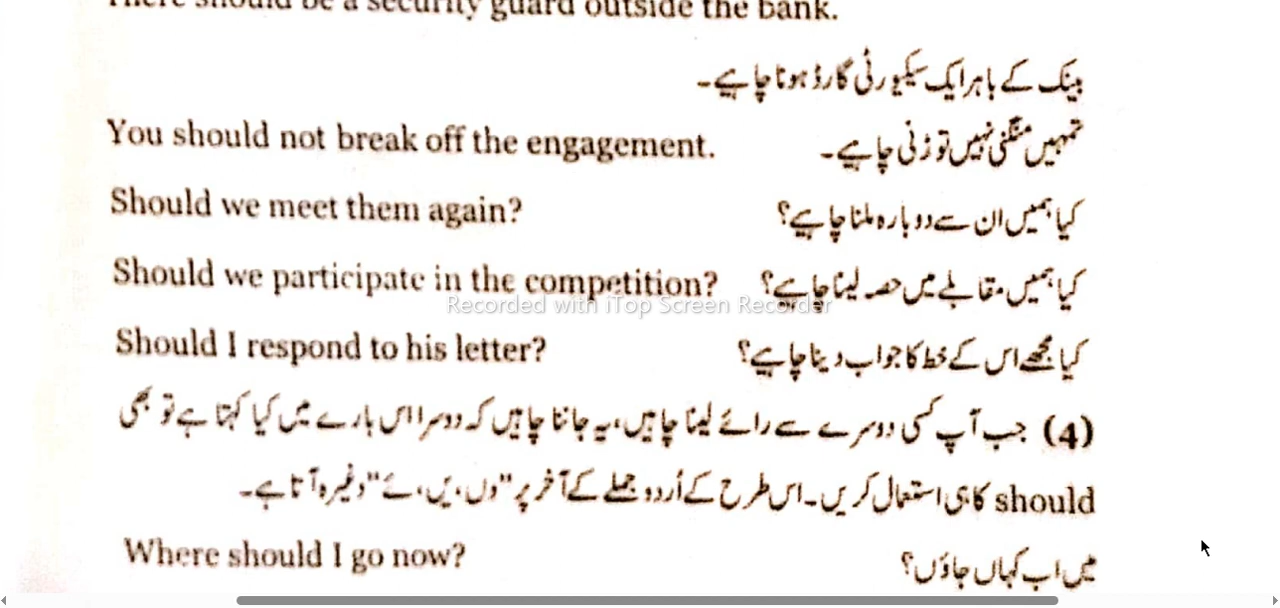 There should be a security guard outside the bank.
بینک کے باہر ایک سیکیورٹی گارڈ ہونا چاہیے۔
You should not break off the engagement. تمہیں منگنی نہیں توڑنی چاہیے۔
Should we meet them again? کیا ہمیں ان سے دوبارہ ملنا چاہیے؟
Should we participate in the competition? کیا ہمیں مقابلے میں حصہ لینا چاہیے؟
Recorded with iTop Screen Recorder
Should I respond to his letter? کیا مجھے اس کے خط کا جواب دینا چاہیے؟
(4) جب آپ کسی دوسرے سے رائے لینا چاہیں، یہ جاننا چاہیں کہ دوسرا اس بارے میں کیا کہتا ہے تو بھی
should کا ہی استعمال کریں۔ اس طرح کے اُردو جملے کے آخر پر "وں، یں، ئے" وغیرہ آتا ہے۔
Where should I go now? میں اب کہاں جاؤں؟